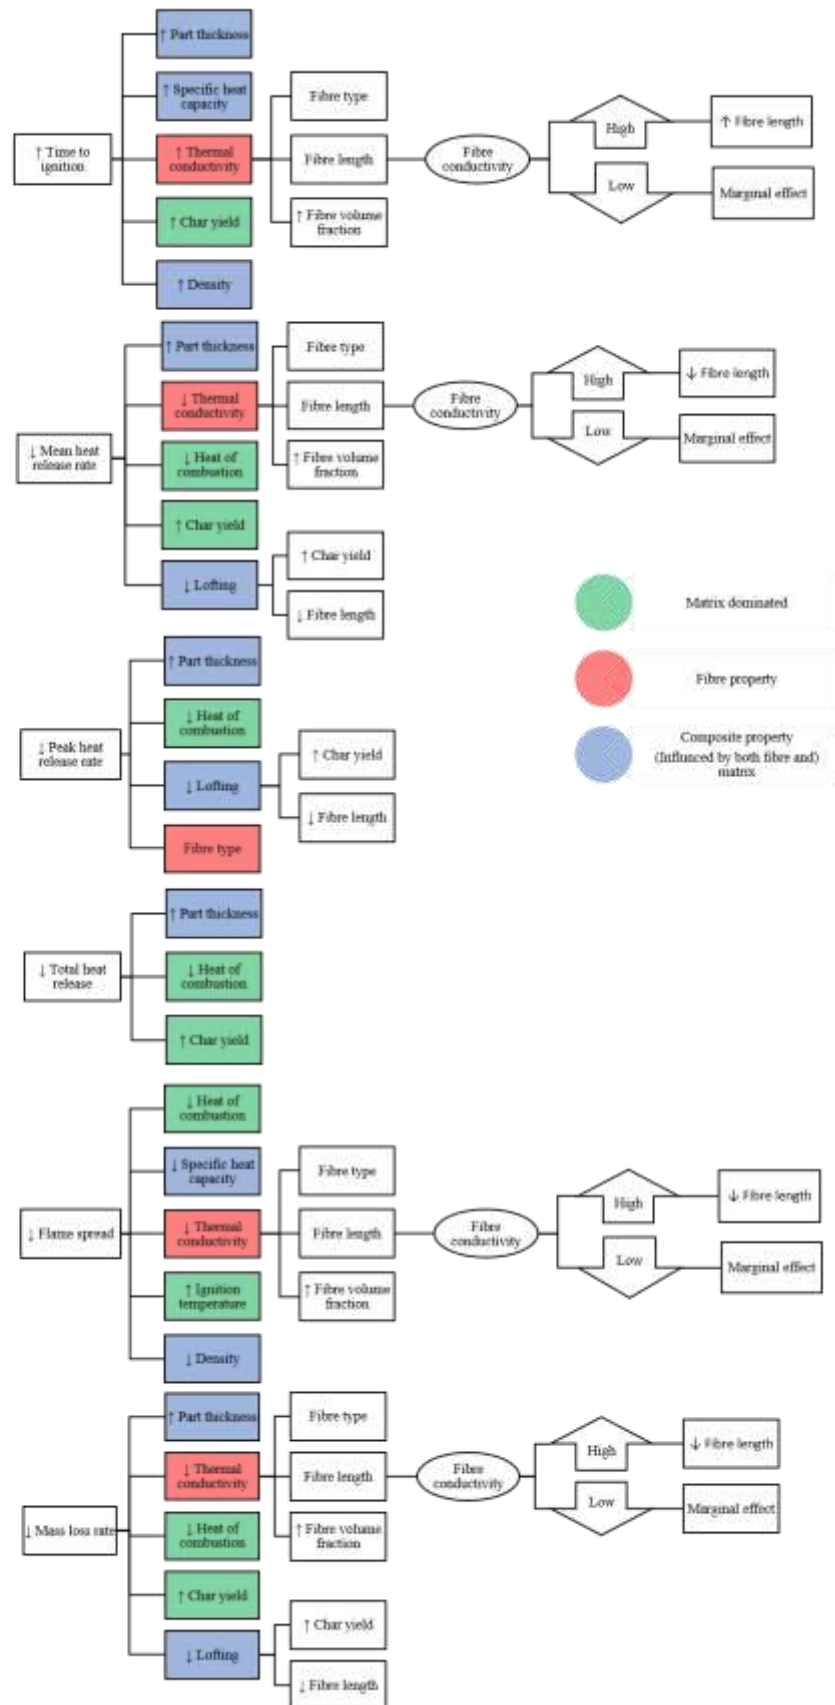 ↑ Part thickness
↑ Specific heat
capacity
↑ Time to
ignition
↑ Thermal
conductivity
↑ Char yield
↑ Density
Fibre type
Fibre length
↑ Fibre volume
fraction
Fibre
conductivity
High
Low
↑ Fibre length
Marginal effect
↓ Mean heat
release rate
↑ Part thickness
↓ Thermal
conductivity
↓ Heat of
combustion
↑ Char yield
↓ Lofting
Fibre type
Fibre length
↑ Fibre volume
fraction
↑ Char yield
↓ Fibre length
Fibre
conductivity
High
Low
↓ Fibre length
Marginal effect
Matrix dominated
Fibre property
Composite property
(Influnced by both fibre and)
matrix
↓ Peak heat
release rate
↑ Part thickness
↓ Heat of
combustion
↓ Lofting
Fibre type
↑ Char yield
↓ Fibre length
↓ Total heat
release
↑ Part thickness
↓ Heat of
combustion
↑ Char yield
↓ Flame spread
↓ Heat of
combustion
↓ Specific heat
capacity
↓ Thermal
conductivity
↑ Ignition
temperature
↓ Density
Fibre type
Fibre length
↑ Fibre volume
fraction
Fibre
conductivity
High
Low
↓ Fibre length
Marginal effect
↓ Mass loss rate
↑ Part thickness
↓ Thermal
conductivity
↓ Heat of
combustion
↑ Char yield
↓ Lofting
Fibre type
Fibre length
↑ Fibre volume
fraction
↑ Char yield
↓ Fibre length
Fibre
conductivity
High
Low
↓ Fibre length
Marginal effect